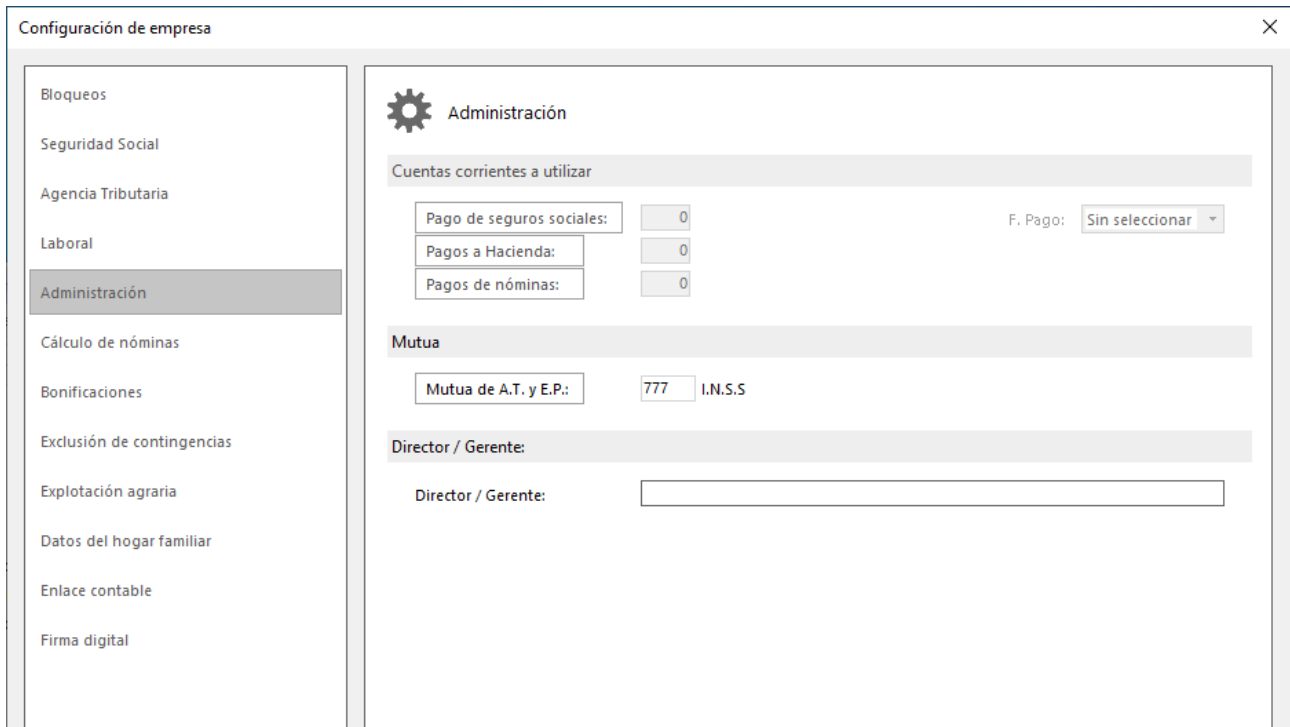 Configuración de empresa
Bloqueos
Seguridad Social
Agencia Tributaria
Laboral
Administración
Cálculo de nóminas
Bonificaciones
Exclusión de contingencias
Explotación agraria
Datos del hogar familiar
Enlace contable
Firma digital
Administración
Cuentas corrientes a utilizar
Pago de seguros sociales: 0 F. Pago: Sin seleccionar
Pagos a Hacienda: 0
Pagos de nóminas: 0
Mutua
Mutua de A.T. y E.P.: 777 I.N.S.S
Director / Gerente:
Director / Gerente: